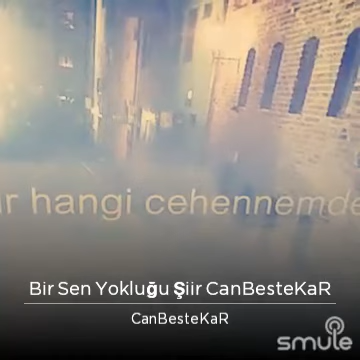 hangi cehennemde
Bir Sen Yokluğu Şiir CanBesteKaR
CanBesteKaR
smule